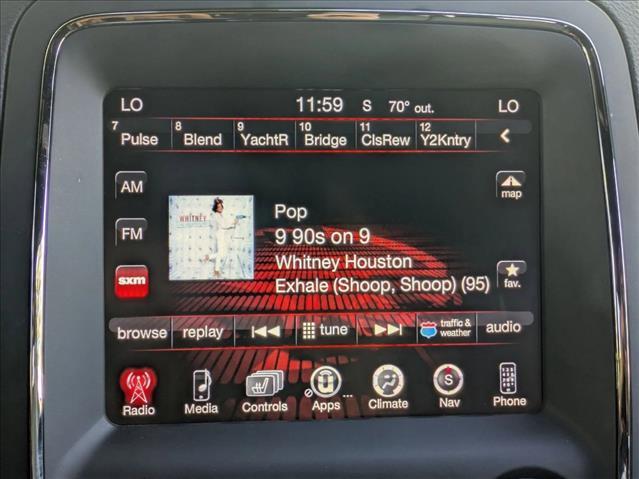 LO 11:59 S 70° out. LO
7 Pulse 8 Blend 9 YachtR 10 Bridge 11 ClsRew 12 Y2Kntry <
AM
map
FM
WHITNEY
Pop
9 90s on 9
Whitney Houston
Exhale (Shoop, Shoop) (95)
sxm
fav.
browse replay tune traffic & weather audio
Radio Media Controls Apps ... Climate S Nav Phone